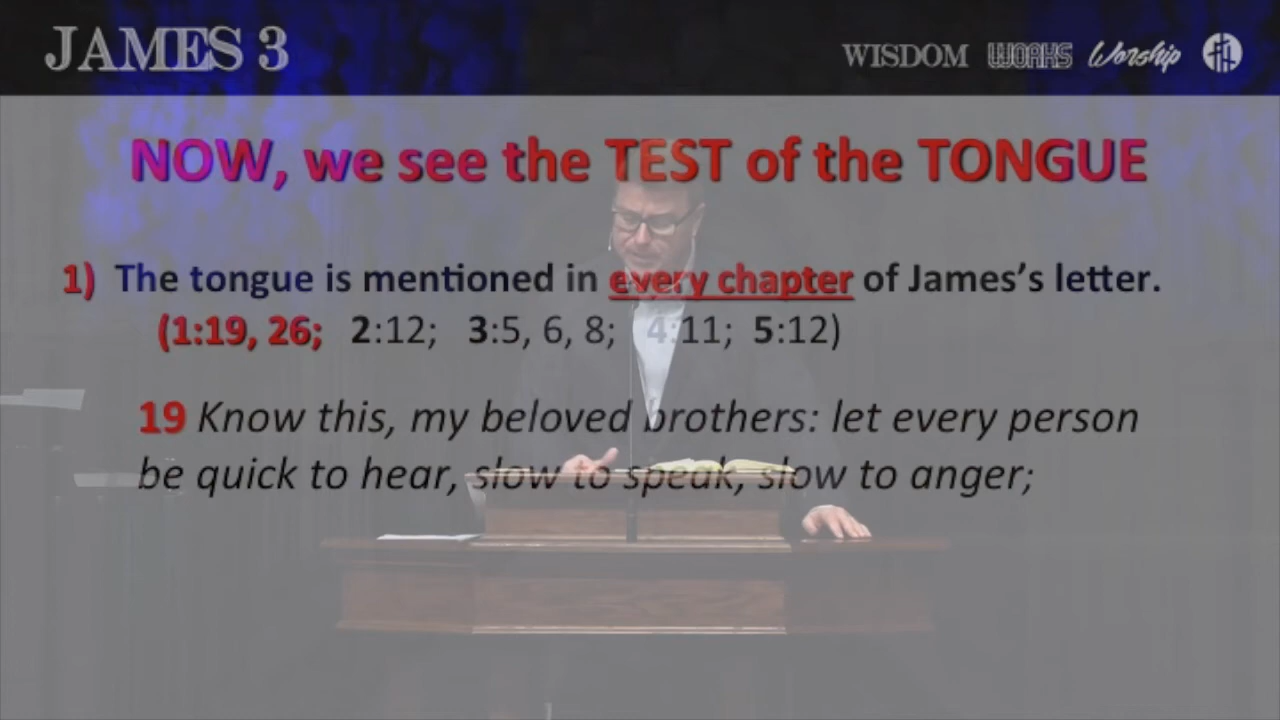 JAMES 3
WISDOM WORKS Worship
NOW, we see the TEST of the TONGUE
1) The tongue is mentioned in every chapter of James’s letter.
(1:19, 26; 2:12; 3:5, 6, 8; 4:11; 5:12)
19 Know this, my beloved brothers: let every person
be quick to hear, slow to speak, slow to anger;